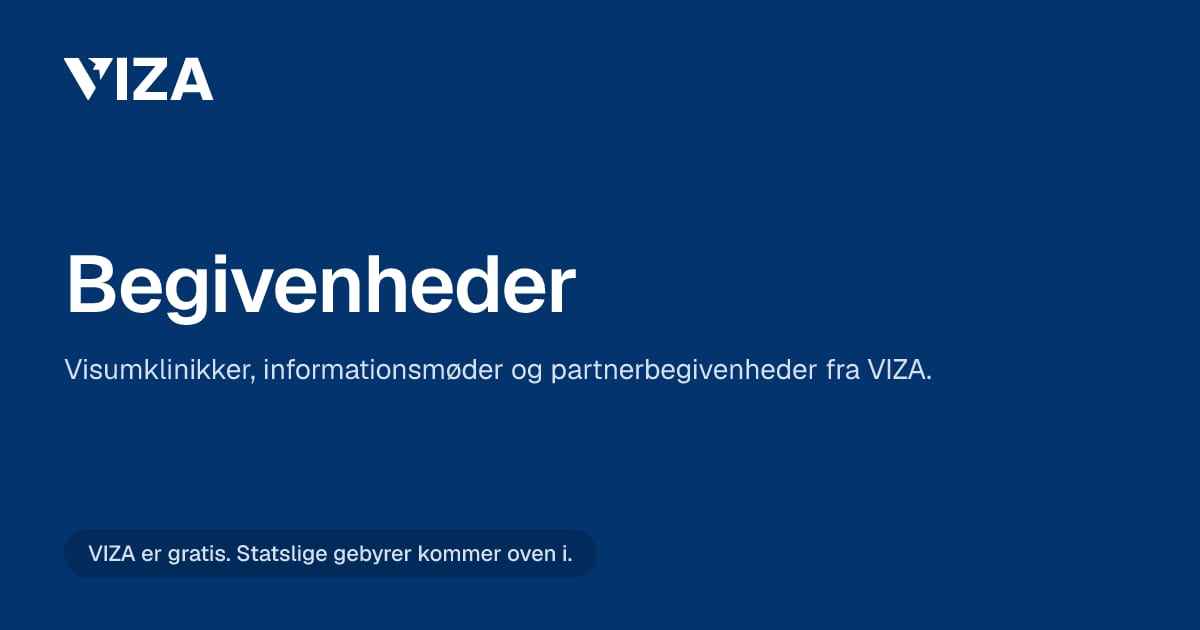 VIZA
Begivenheder
Visumklinikker, informationsmøder og partnerbegivenheder fra VIZA.
VIZA er gratis. Statslige gebyrer kommer oven i.